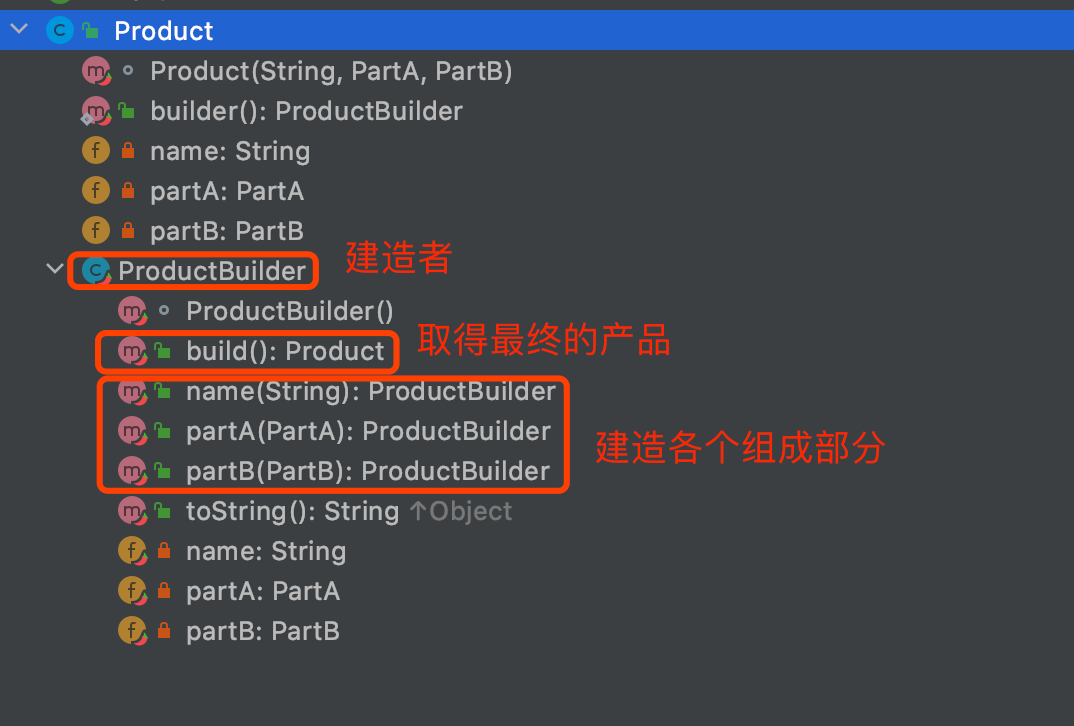 Product
Product(String, PartA, PartB)
builder(): ProductBuilder
name: String
partA: PartA
partB: PartB
ProductBuilder 建造者
ProductBuilder()
build(): Product 取得最终的产品
name(String): ProductBuilder
partA(PartA): ProductBuilder 建造各个组成部分
partB(PartB): ProductBuilder
toString(): String ↑Object
name: String
partA: PartA
partB: PartB